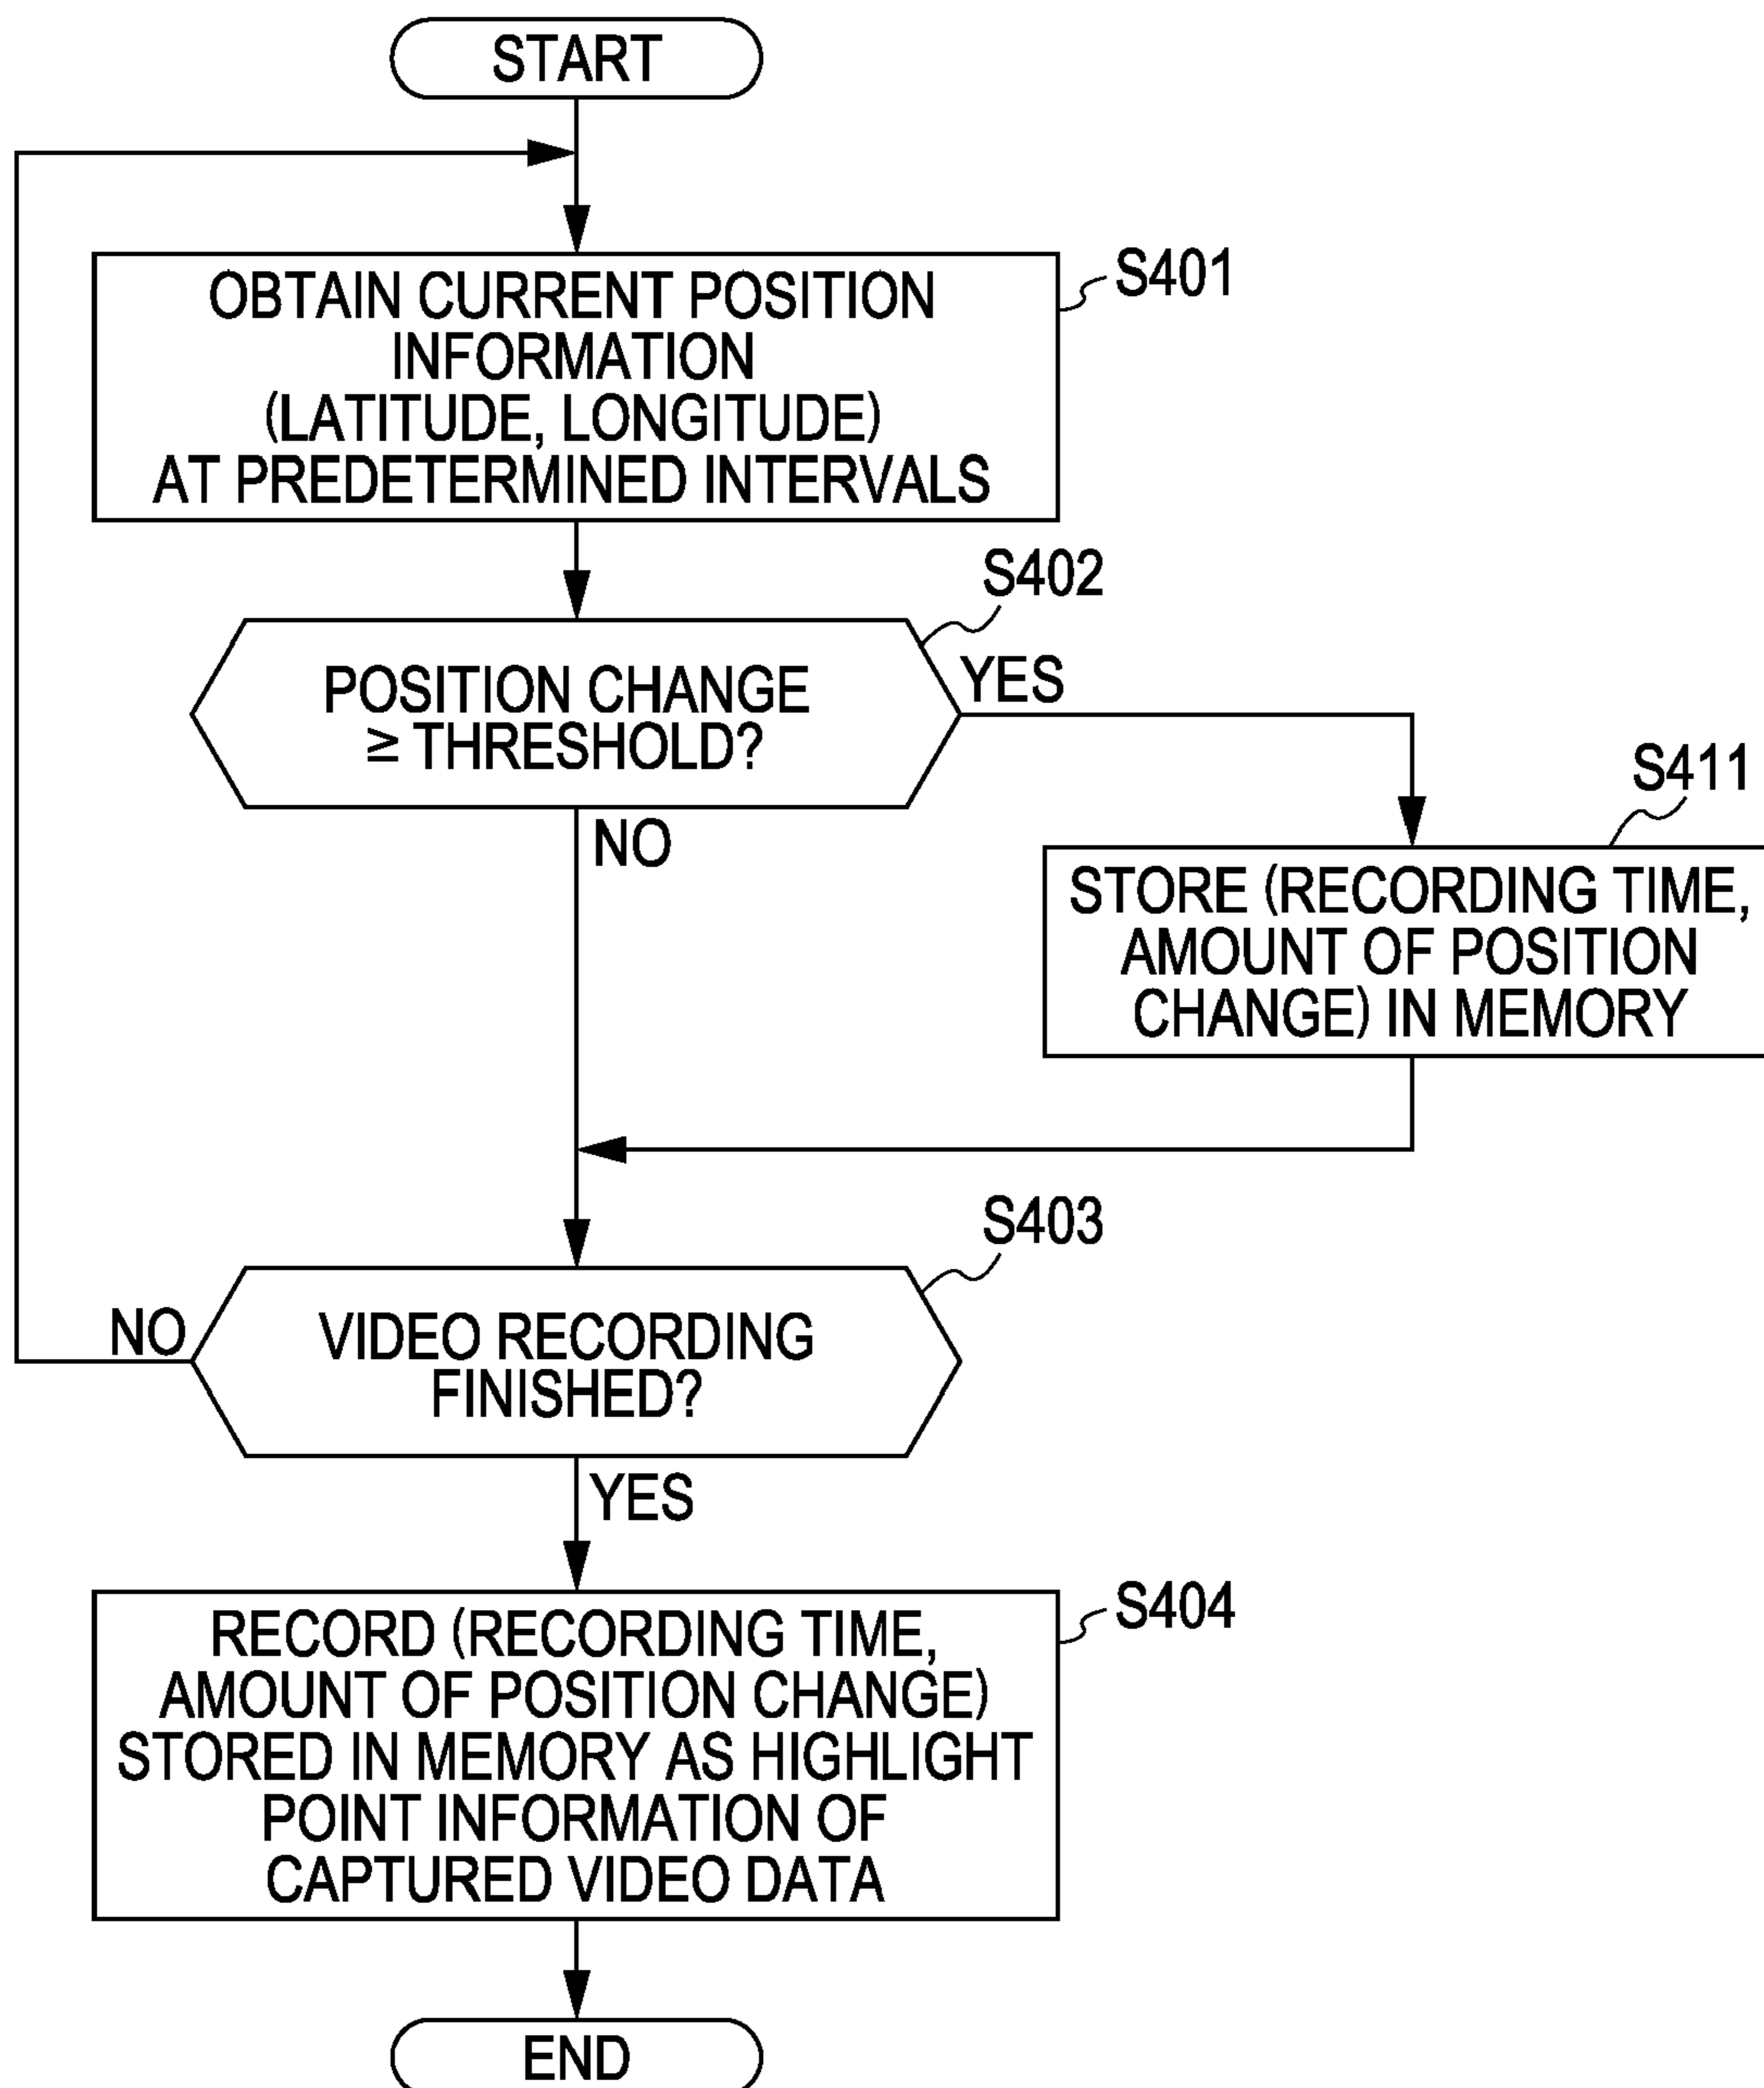 START
OBTAIN CURRENT POSITION
INFORMATION
(LATITUDE, LONGITUDE)
AT PREDETERMINED INTERVALS
S401
S402
POSITION CHANGE
≥ THRESHOLD?
YES
NO
S411
STORE (RECORDING TIME,
AMOUNT OF POSITION
CHANGE) IN MEMORY
S403
VIDEO RECORDING
FINISHED?
NO
YES
S404
RECORD (RECORDING TIME,
AMOUNT OF POSITION CHANGE)
STORED IN MEMORY AS HIGHLIGHT
POINT INFORMATION OF
CAPTURED VIDEO DATA
END